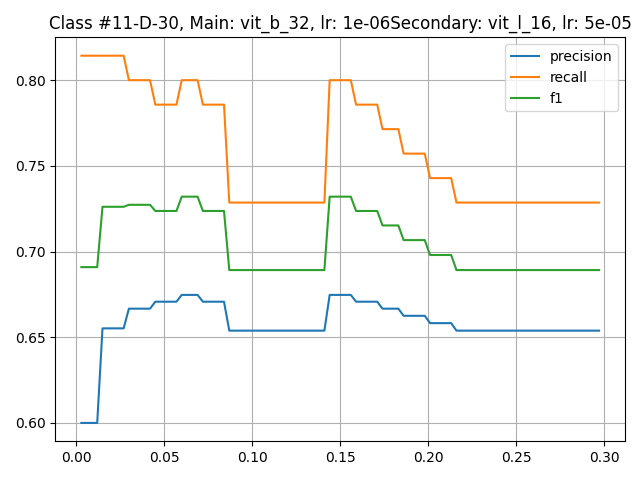 Class #11-D-30, Main: vit_b_32, lr: 1e-06Secondary: vit_l_16, lr: 5e-05
precision
recall
f1
0.80
0.75
0.70
0.65
0.60
0.00 0.05 0.10 0.15 0.20 0.25 0.30